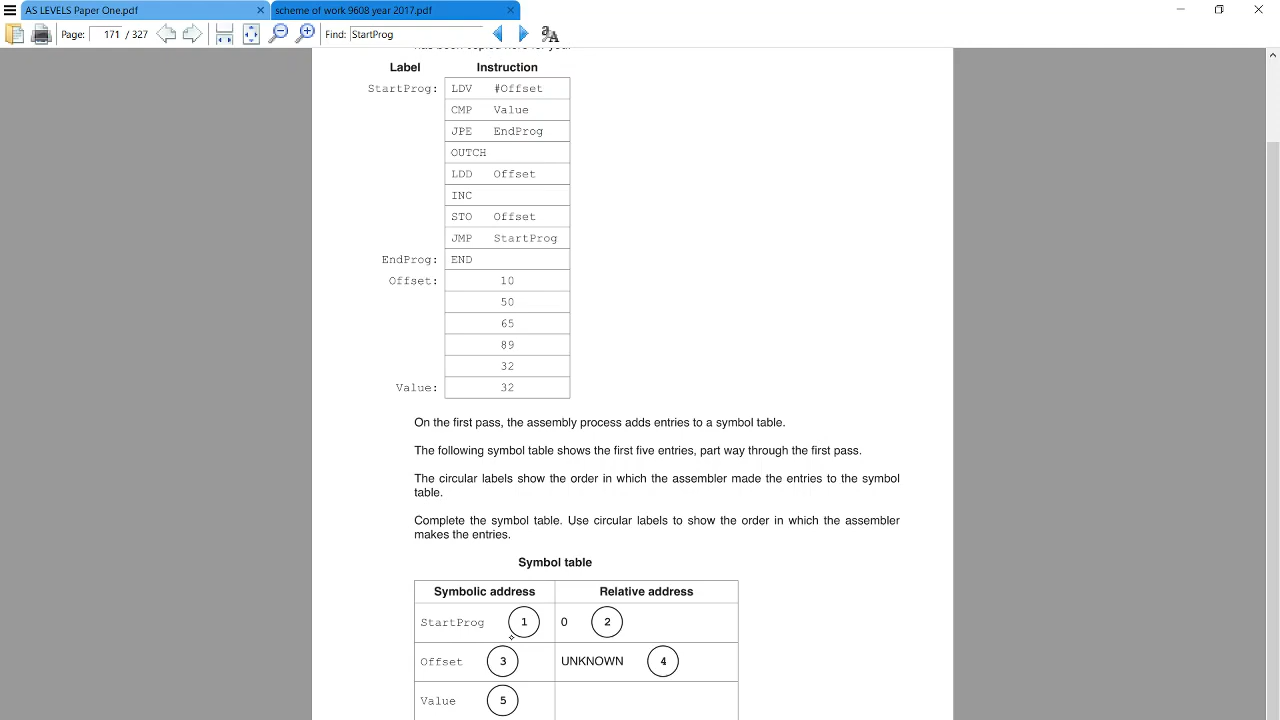 AS LEVELS Paper One.pdf
scheme of work 9608 year 2017.pdf
Page: 171 / 327
Find: StartProg
has been copied here for you.
Label Instruction
StartProg: LDV #Offset
CMP Value
JPE EndProg
OUTCH
LDD Offset
INC
STO Offset
JMP StartProg
EndProg: END
Offset: 10
50
65
89
32
Value: 32
On the first pass, the assembly process adds entries to a symbol table.
The following symbol table shows the first five entries, part way through the first pass.
The circular labels show the order in which the assembler made the entries to the symbol
table.
Complete the symbol table. Use circular labels to show the order in which the assembler
makes the entries.
Symbol table
Symbolic address Relative address
StartProg 1 0 2
Offset 3 UNKNOWN 4
Value 5